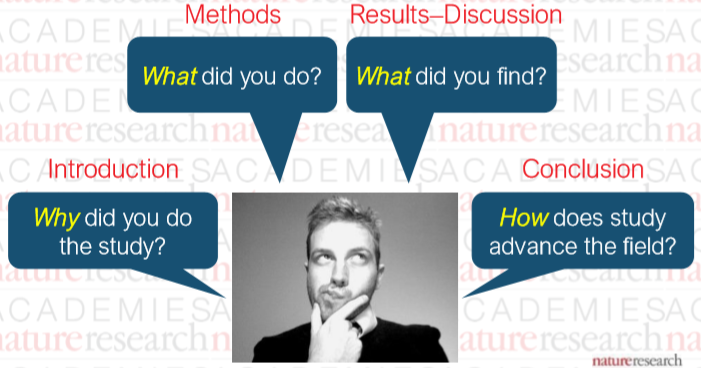 Methods
What did you do?
Results–Discussion
What did you find?
Introduction
Why did you do
the study?
Conclusion
How does study
advance the field?
natureresearch